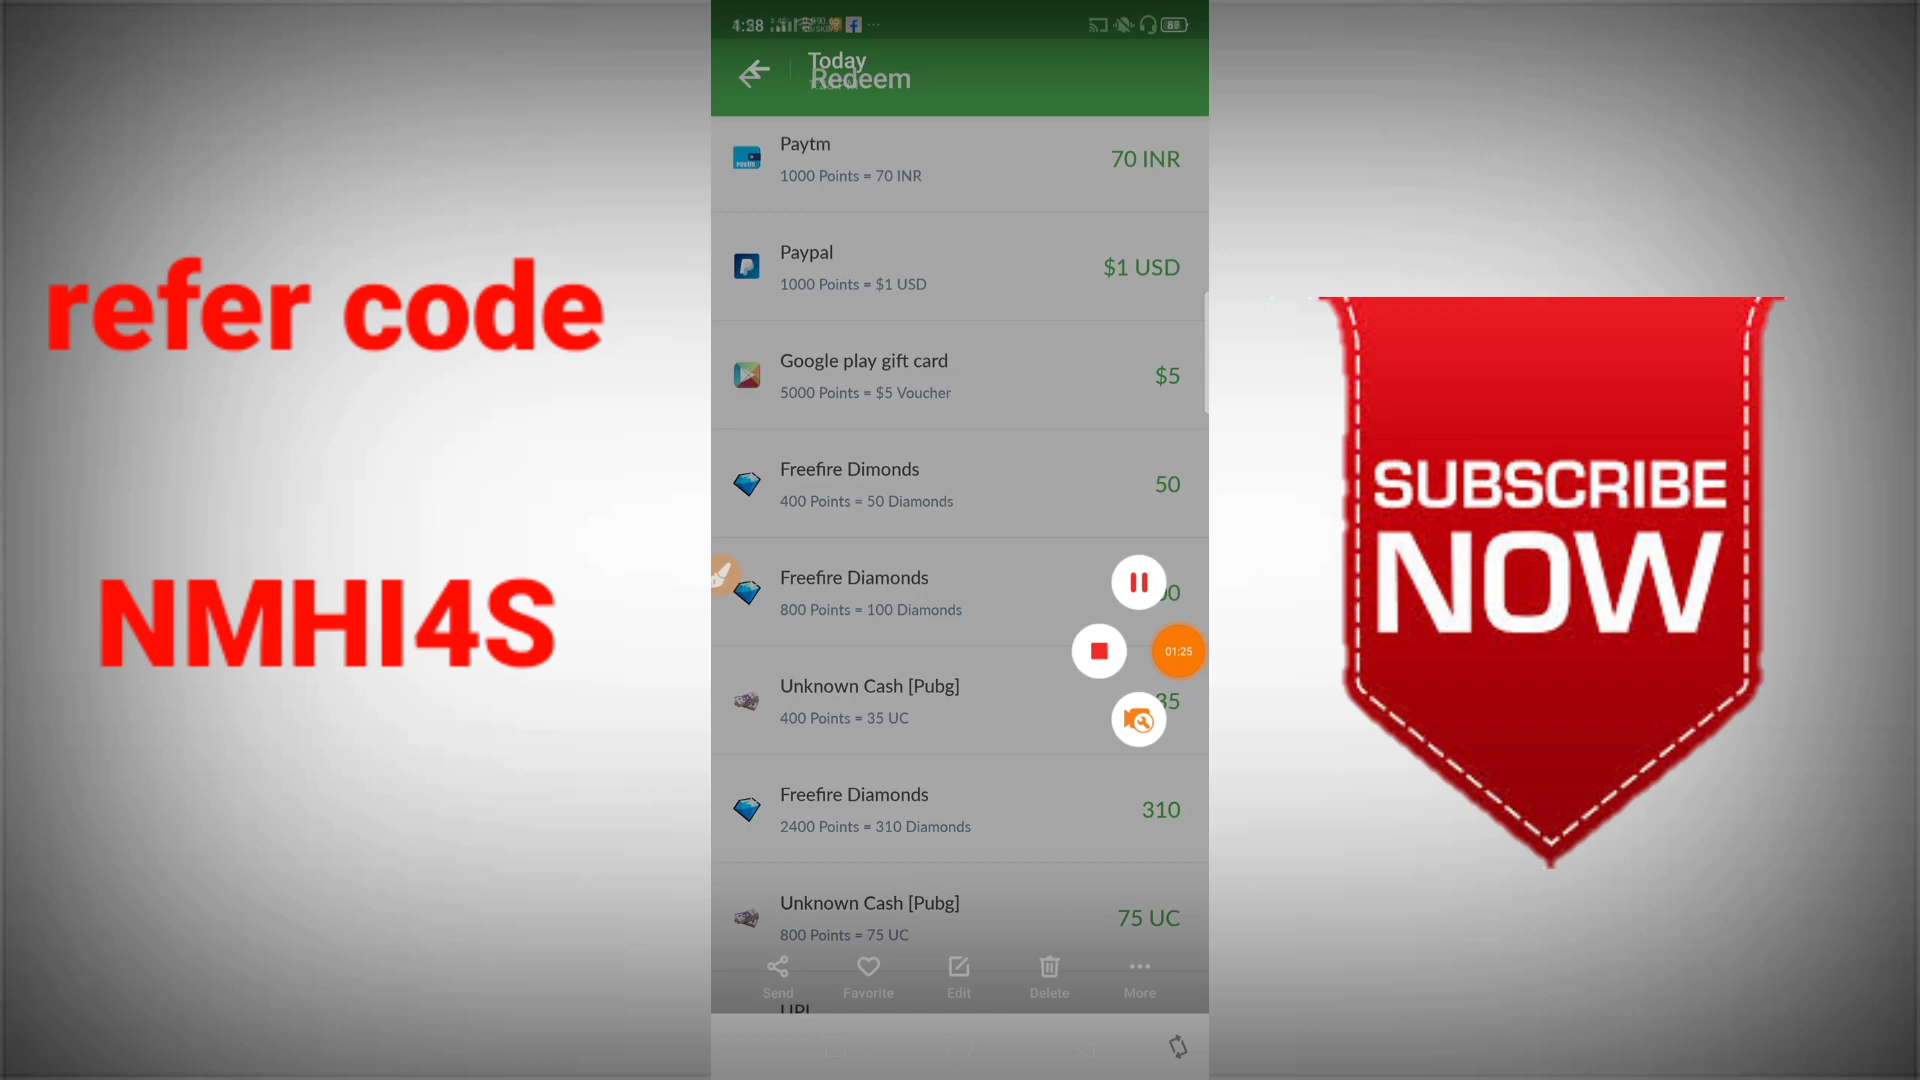 refer code
NMHI4S
4:38
Today
Redeem
Paytm
1000 Points = 70 INR
70 INR
Paypal
1000 Points = $1 USD
$1 USD
Google play gift card
5000 Points = $5 Voucher
$5
Freefire Dimonds
400 Points = 50 Diamonds
50
Freefire Diamonds
800 Points = 100 Diamonds
01:25
Unknown Cash [Pubg]
400 Points = 35 UC
35
Freefire Diamonds
2400 Points = 310 Diamonds
310
Unknown Cash [Pubg]
800 Points = 75 UC
75 UC
Send
Favorite
Edit
Delete
More
UPI
SUBSCRIBE
NOW